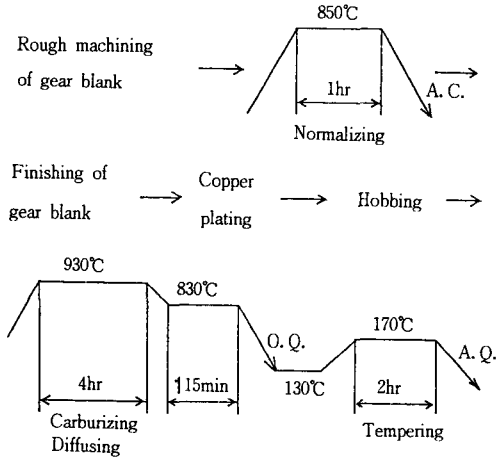 850℃
Rough machining
of gear blank
1hr
A. C.
Normalizing
Finishing of
gear blank
Copper
plating
Hobbing
930℃
830℃
O. Q.
170℃
A. Q.
130℃
4hr
15min
2hr
Carburizing
Diffusing
Tempering